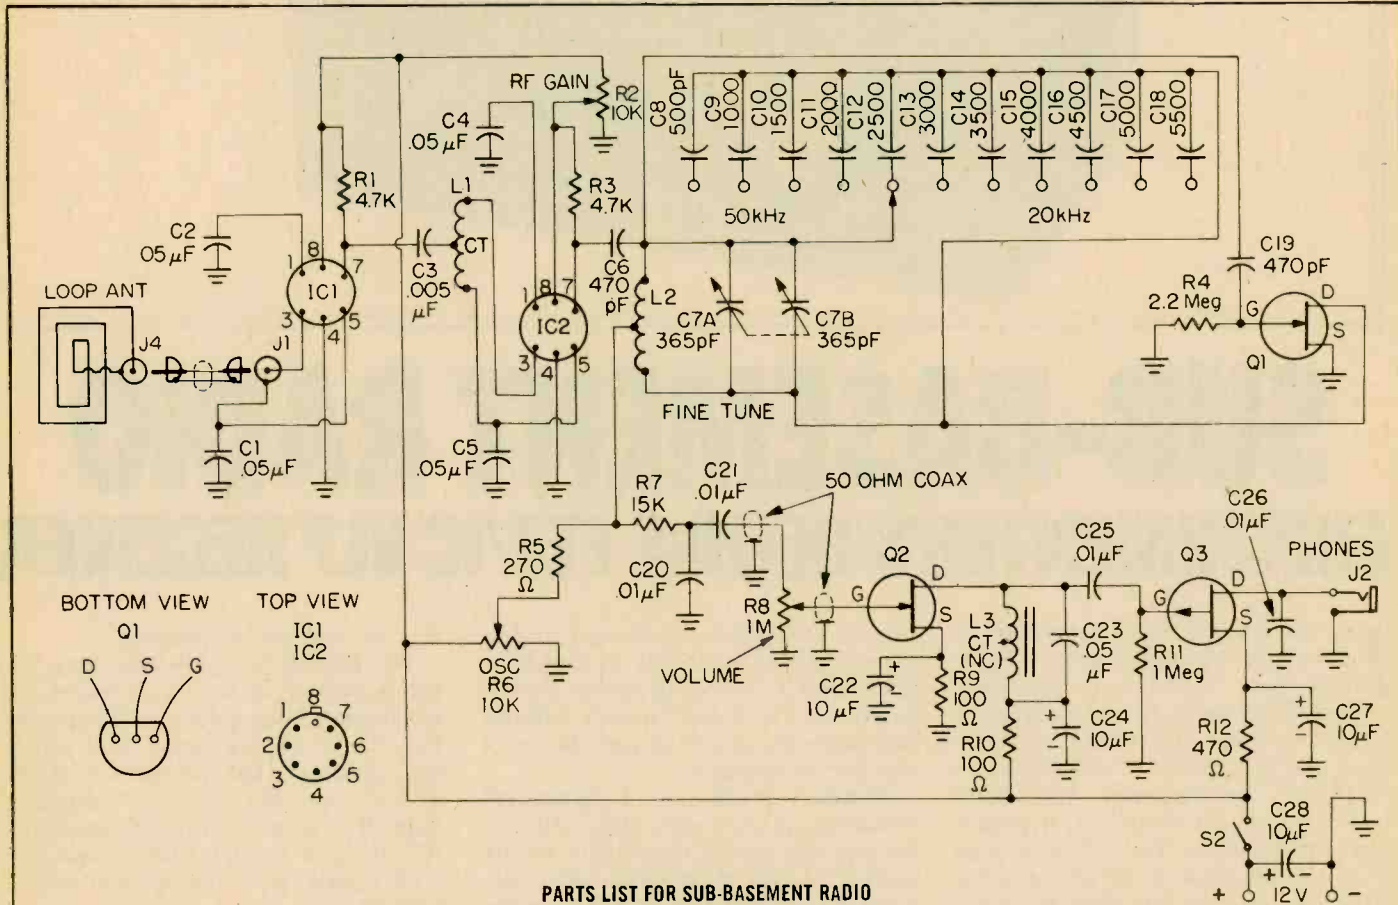 RF GAIN
R2
10K
C8
500pF
C9
1000
C10
1500
C11
2000
C12
2500
C13
3000
C14
3500
C15
4000
C16
4500
C17
5000
C18
5500
50kHz
20kHz
C4
.05µF
R1
4.7K
L1
CT
R3
4.7K
C2
05µF
C3
.005
µF
1
8
7
IC1
3
4
5
1
8
7
IC2
3
4
5
C6
470
pF
L2
C7A
365pF
C7B
365pF
FINE TUNE
C19
470pF
R4
2.2 Meg
G
D
S
Q1
LOOP ANT
J4
J1
C1
.05µF
C5
.05µF
R7
15K
C21
.01µF
50 OHM COAX
R5
270
Ω
C20
.01µF
R8
1M
VOLUME
OSC
R6
10K
Q2
G
D
S
C22
10µF
+
-
R9
100
Ω
L3
CT
(NC)
C23
.05
µF
R10
100
Ω
+
-
C24
10µF
C25
.01µF
R11
1Meg
Q3
G
D
S
C26
.01µF
PHONES
J2
R12
470
Ω
+
-
C27
10µF
S2
C28
10µF
+
-
+
12V
-
BOTTOM VIEW
Q1
D
S
G
TOP VIEW
IC1
IC2
8
1
7
2
6
3
5
4
PARTS LIST FOR SUB-BASEMENT RADIO